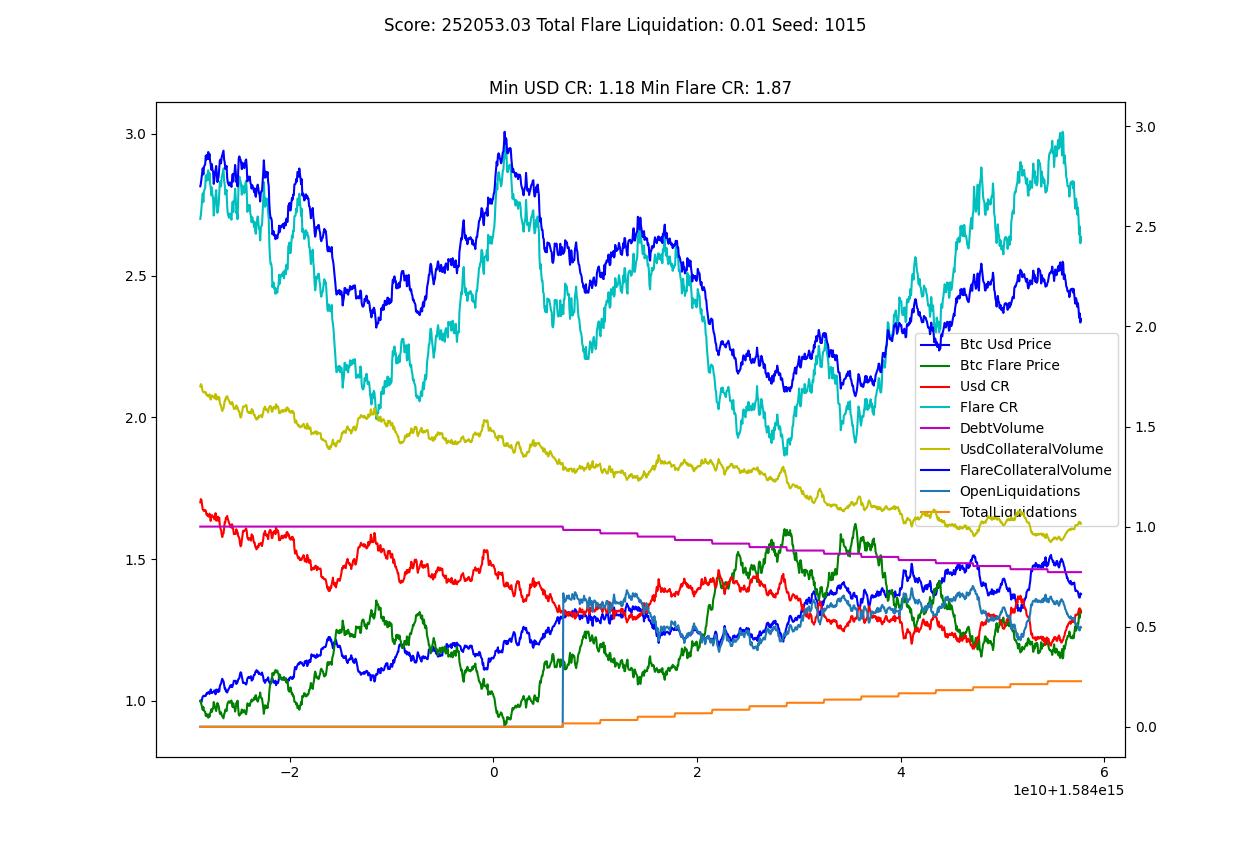 Score: 252053.03 Total Flare Liquidation: 0.01 Seed: 1015
Min USD CR: 1.18 Min Flare CR: 1.87
3.0
2.5
2.0
1.5
1.0
3.0
2.5
2.0
1.5
1.0
0.5
0.0
Btc Usd Price
Btc Flare Price
Usd CR
Flare CR
DebtVolume
UsdCollateralVolume
FlareCollateralVolume
OpenLiquidations
TotalLiquidations
−2 0 2 4 6
1e10+1.584e15